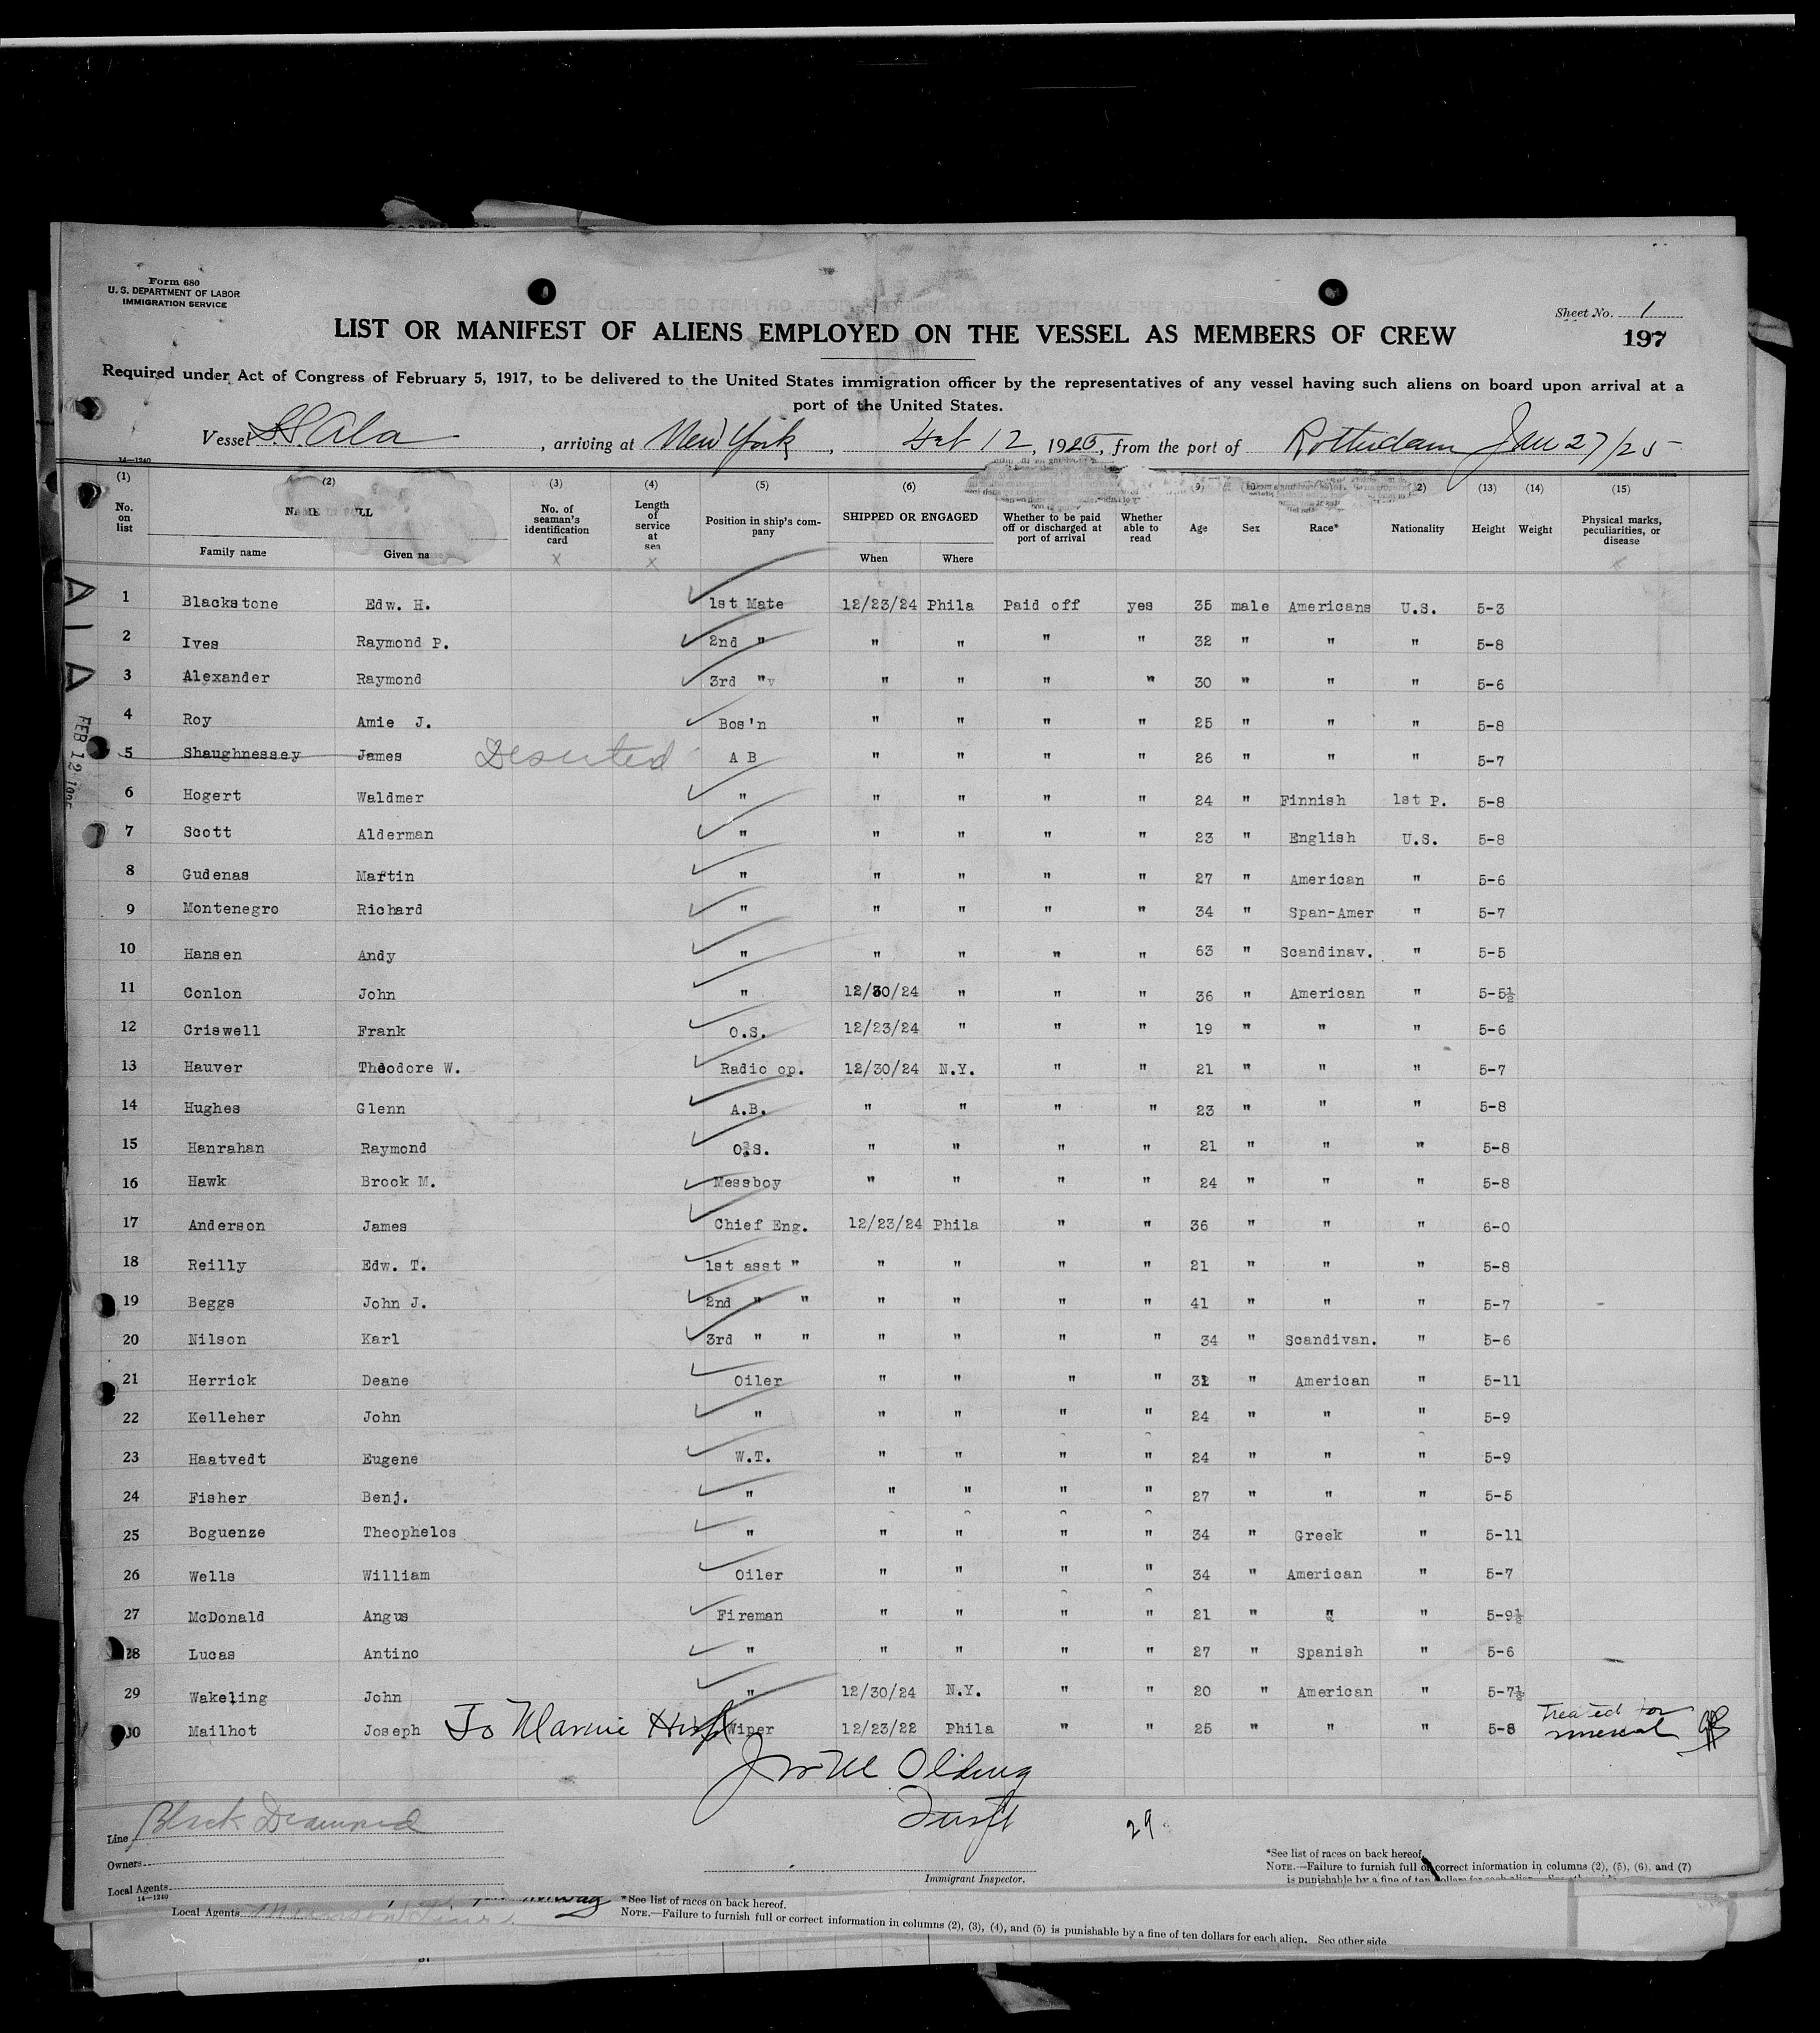 Form 680
U. S. DEPARTMENT OF LABOR
IMMIGRATION SERVICE
Sheet No. 1
197
LIST OR MANIFEST OF ALIENS EMPLOYED ON THE VESSEL AS MEMBERS OF CREW
Required under Act of Congress of February 5, 1917, to be delivered to the United States immigration officer by the representatives of any vessel having such aliens on board upon arrival at a
port of the United States.
Vessel SS Ala, arriving at New York, Feb 12, 1925, from the port of Rotterdam Jan 27/25
14—1240
(1) (2) (3) (4) (5) (6) (13) (14) (15)
No. on list NAME IN FULL No. of seaman's identification card Length of service at sea Position in ship's company SHIPPED OR ENGAGED Whether to be paid off or discharged at port of arrival Whether able to read Age Sex Race* Nationality Height Weight Physical marks, peculiarities, or disease
Family name Given na When Where
1 Blackstone Edw. H. 1st Mate 12/23/24 Phila Paid off yes 35 male Americans U.S. 5-3
2 Ives Raymond P. 2nd " " " " " 32 " " " 5-8
3 Alexander Raymond 3rd " " " " " 30 " " " 5-6
4 Roy Amie J. Bos'n " " " " 25 " " " 5-8
5 Shaughnessey James Deserted A B " " " " 26 " " " 5-7
6 Hogert Waldmer " " " " " 24 " Finnish 1st P. 5-8
7 Scott Alderman " " " " " 23 " English U.S. 5-8
8 Gudenas Martin " " " " " 27 " American " 5-6
9 Montenegro Richard " " " " " 34 " Span-Amer " 5-7
10 Hansen Andy " " " " " 63 " Scandinav. " 5-5
11 Conlon John " 12/30/24 " " " 36 " American " 5-5½
12 Criswell Frank O.S. 12/23/24 " " " 19 " " " 5-6
13 Hauver Theodore W. Radio op. 12/30/24 N.Y. " " 21 " " " 5-7
14 Hughes Glenn A.B. " " " " 23 " " " 5-8
15 Hanrahan Raymond O.S. " " " " 21 " " " 5-8
16 Hawk Brook M. Messboy " " " " 24 " " " 5-8
17 Anderson James Chief Eng. 12/23/24 Phila " " 36 " " " 6-0
18 Reilly Edw. T. 1st asst " " " " " 21 " " " 5-8
19 Beggs John J. 2nd " " " " " " 41 " " " 5-7
20 Nilson Karl 3rd " " " " " " 34 " Scandivan. " 5-6
21 Herrick Deane Oiler " " " " 32 " American " 5-11
22 Kelleher John " " " " " 24 " " " 5-9
23 Haatvedt Eugene W.T. " " " " 24 " " " 5-9
24 Fisher Benj. " " " " " 27 " " " 5-5
25 Boguenze Theophelos " " " " " 34 " Greek " 5-11
26 Wells William Oiler " " " " 34 " American " 5-7
27 McDonald Angus Fireman " " " " 21 " " " 5-9½
28 Lucas Antino " " " " " 27 " Spanish " 5-6
29 Wakeling John " 12/30/24 N.Y. " " 20 " American " 5-7½
30 Mailhot Joseph To Marine Hosp Wiper 12/23/22 Phila " " 25 " " " 5-8 Treated for
29
Line Black Diamond
Owners
Local Agents
14—1240
Immigrant Inspector.
*See list of races on back hereof.
NOTE.—Failure to furnish full or correct information in columns (2), (5), (6), and (7)
is punishable by a fine of ten dollars for each alien.
Local Agents
*See list of races on back hereof.
NOTE.—Failure to furnish full or correct information in columns (2), (3), (4), and (5) is punishable by a fine of ten dollars for each alien. See other side